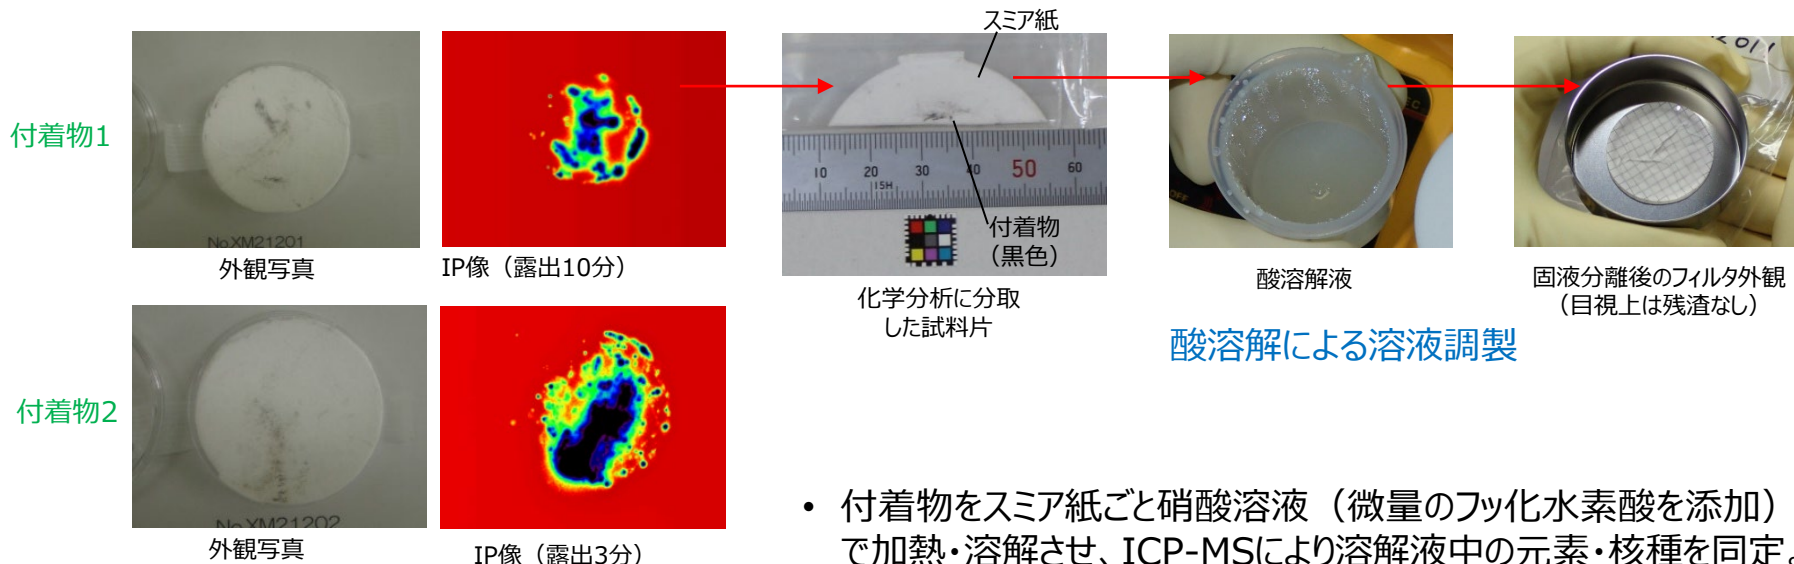 スミア紙
付着物1
No.XM21201
外観写真
IP像（露出10分）
10 20 30 40 50 60
15H
付着物
（黒色）
化学分析に分取
した試料片
OFF
酸溶解液
固液分離後のフィルタ外観
（目視上は残渣なし）
酸溶解による溶液調製
付着物2
No.XM21202
外観写真
IP像（露出3分）
• 付着物をスミア紙ごと硝酸溶液（微量のフッ化水素酸を添加）
で加熱・溶解させ、ICP-MSにより溶解液中の元素・核種を同定。